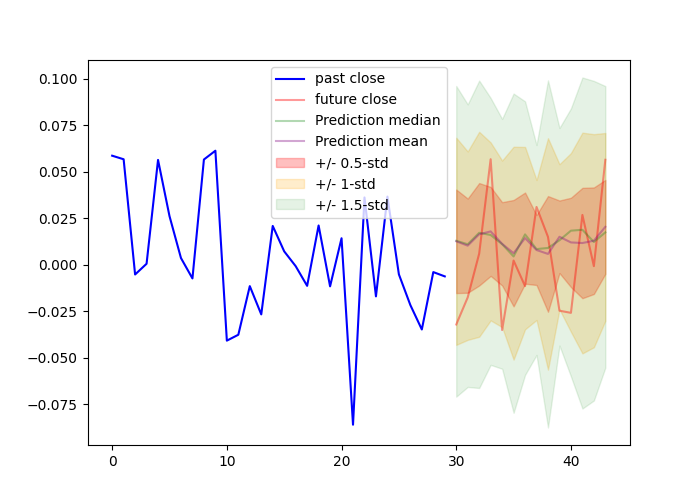 0.100
0.075
0.050
0.025
0.000
−0.025
−0.050
−0.075
past close
future close
Prediction median
Prediction mean
+/- 0.5-std
+/- 1-std
+/- 1.5-std
0
10
20
30
40